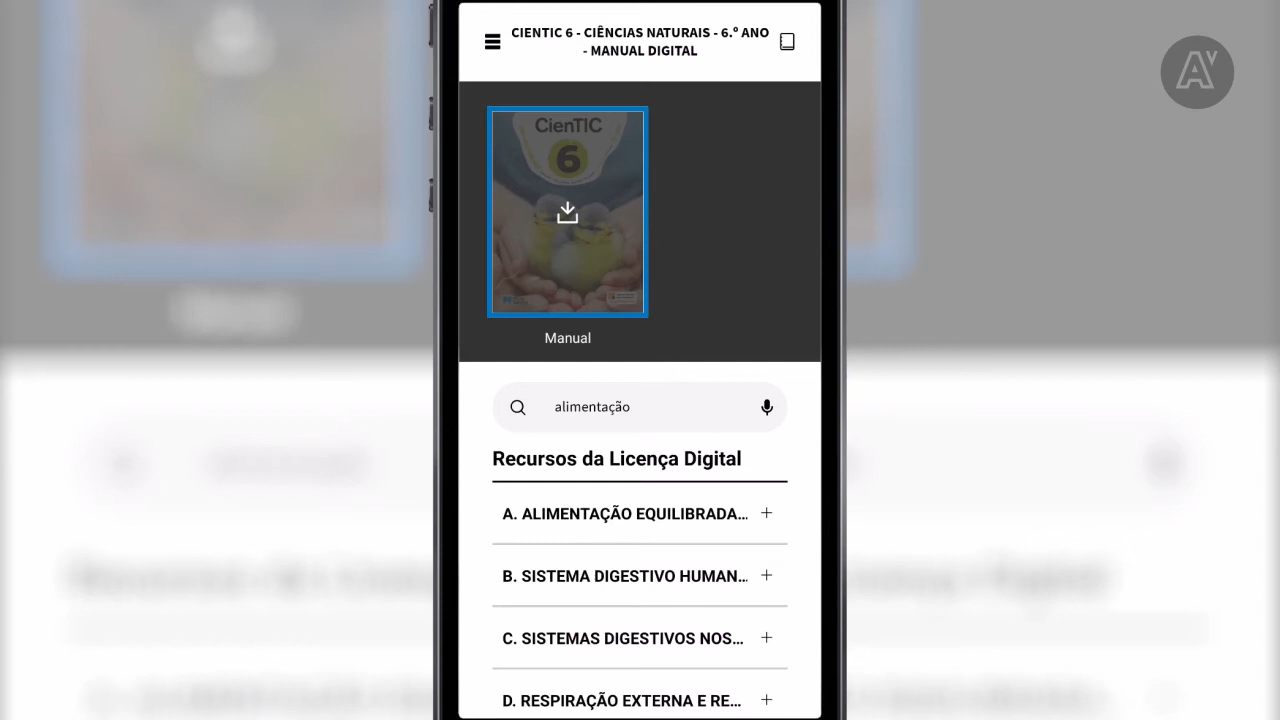 CIENTIC 6 - CIÊNCIAS NATURAIS - 6.º ANO
- MANUAL DIGITAL
CienTIC
6
Manual
alimentação
Recursos da Licença Digital
A. ALIMENTAÇÃO EQUILIBRADA...
B. SISTEMA DIGESTIVO HUMAN...
C. SISTEMAS DIGESTIVOS NOS...
D. RESPIRAÇÃO EXTERNA E RE...